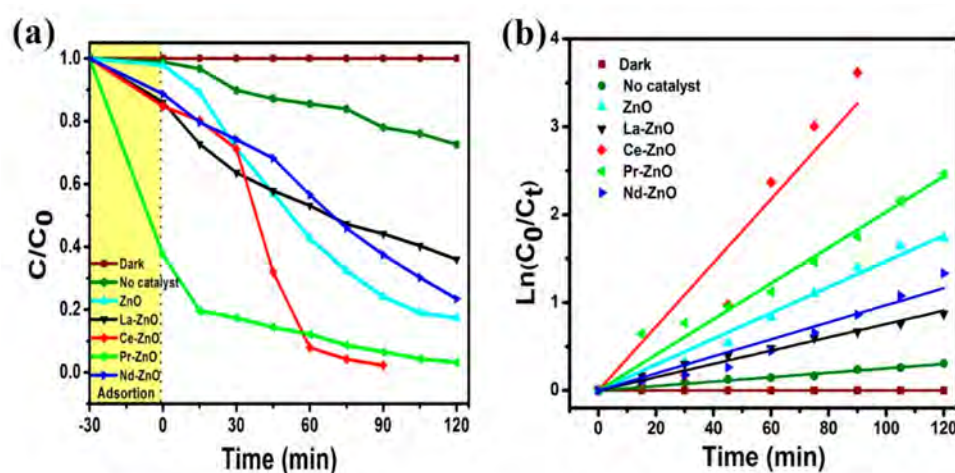 (a)
C/C0
1.0
0.8
0.6
0.4
0.2
0.0
Dark
No catalyst
ZnO
La-ZnO
Ce-ZnO
Pr-ZnO
Nd-ZnO
Adsortion
-30 0 30 60 90 120
Time (min)
(b)
Ln(C0/Ct)
4
3
2
1
0
Dark
No catalyst
ZnO
La-ZnO
Ce-ZnO
Pr-ZnO
Nd-ZnO
0 20 40 60 80 100 120
Time (min)